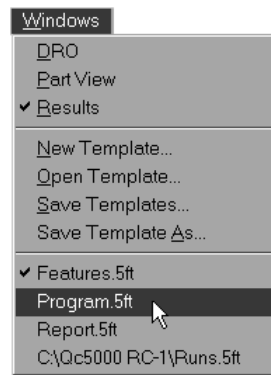 Windows
DRO
Part View
✔ Results
New Template...
Open Template...
Save Templates...
Save Template As...
✔ Features.5ft
Program.5ft
Report.5ft
C:\Qc5000 RC-1\Runs.5ft